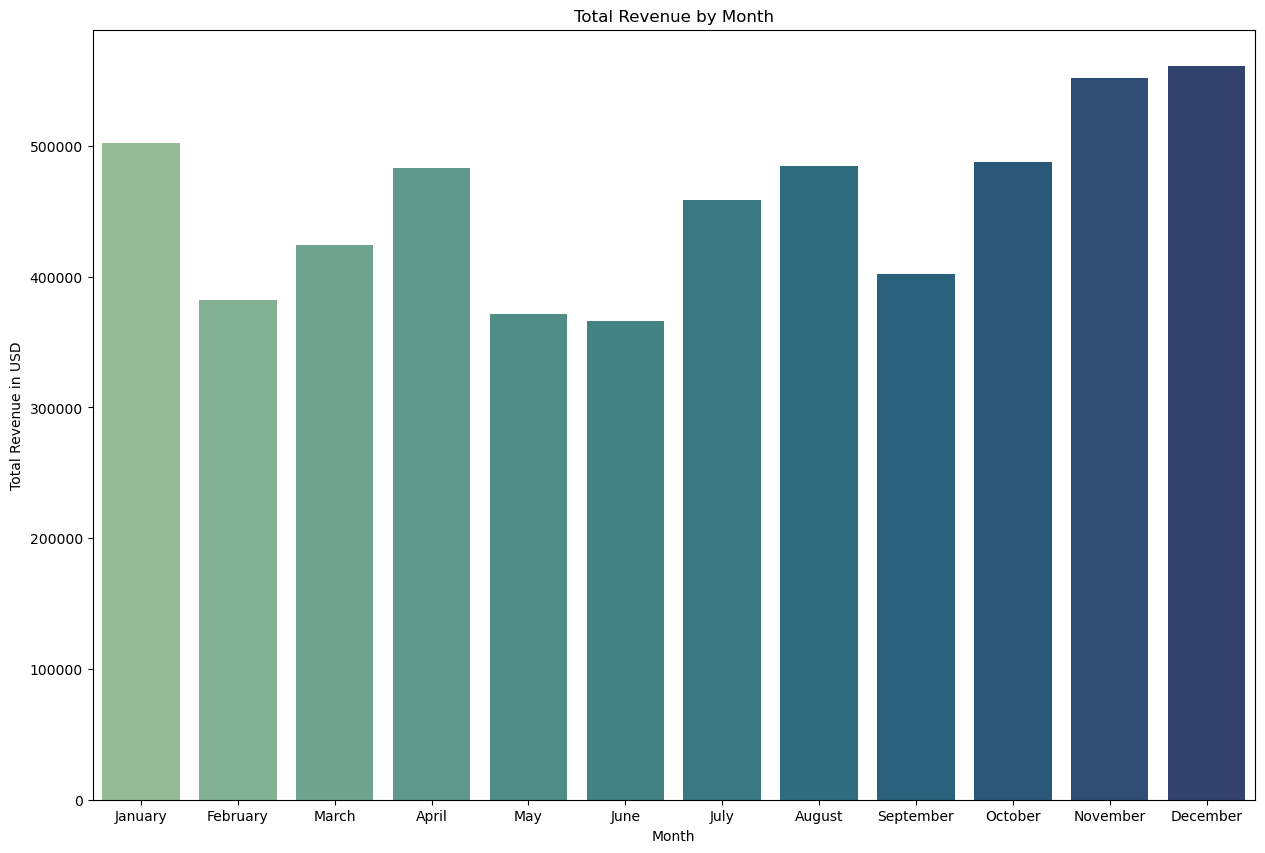 Total Revenue by Month
Total Revenue in USD
500000
400000
300000
200000
100000
0
January February March April May June July August September October November December
Month